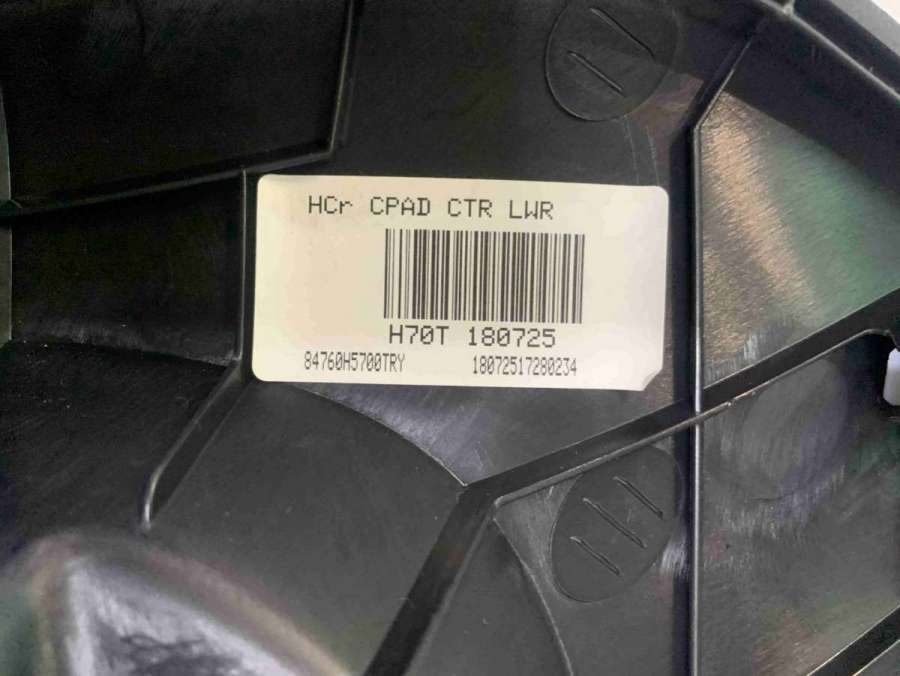 HCr CPAD CTR LWR
H70T 180725
84760H5700TRY 18072517280234